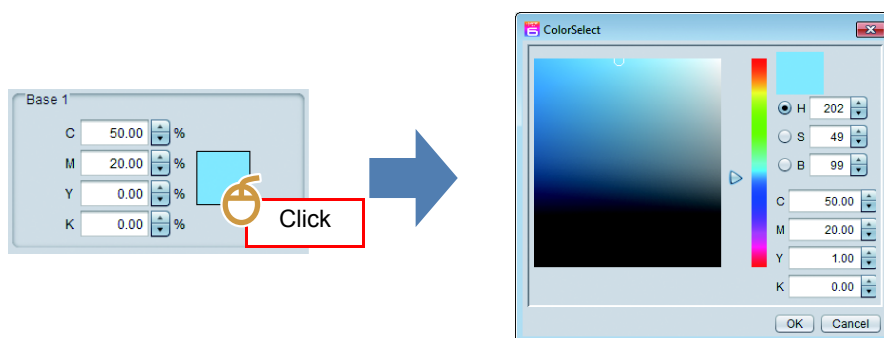 Base 1
C 50.00 %
M 20.00 %
Y 0.00 %
K 0.00 %
Click
ColorSelect
H 202
S 49
B 99
C 50.00
M 20.00
Y 1.00
K 0.00
OK Cancel